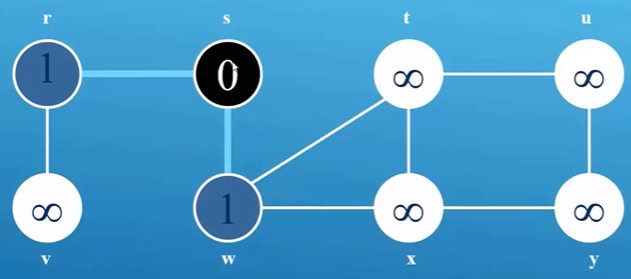 r s t u
1 0 ∞ ∞
∞ 1 ∞ ∞
v w x y